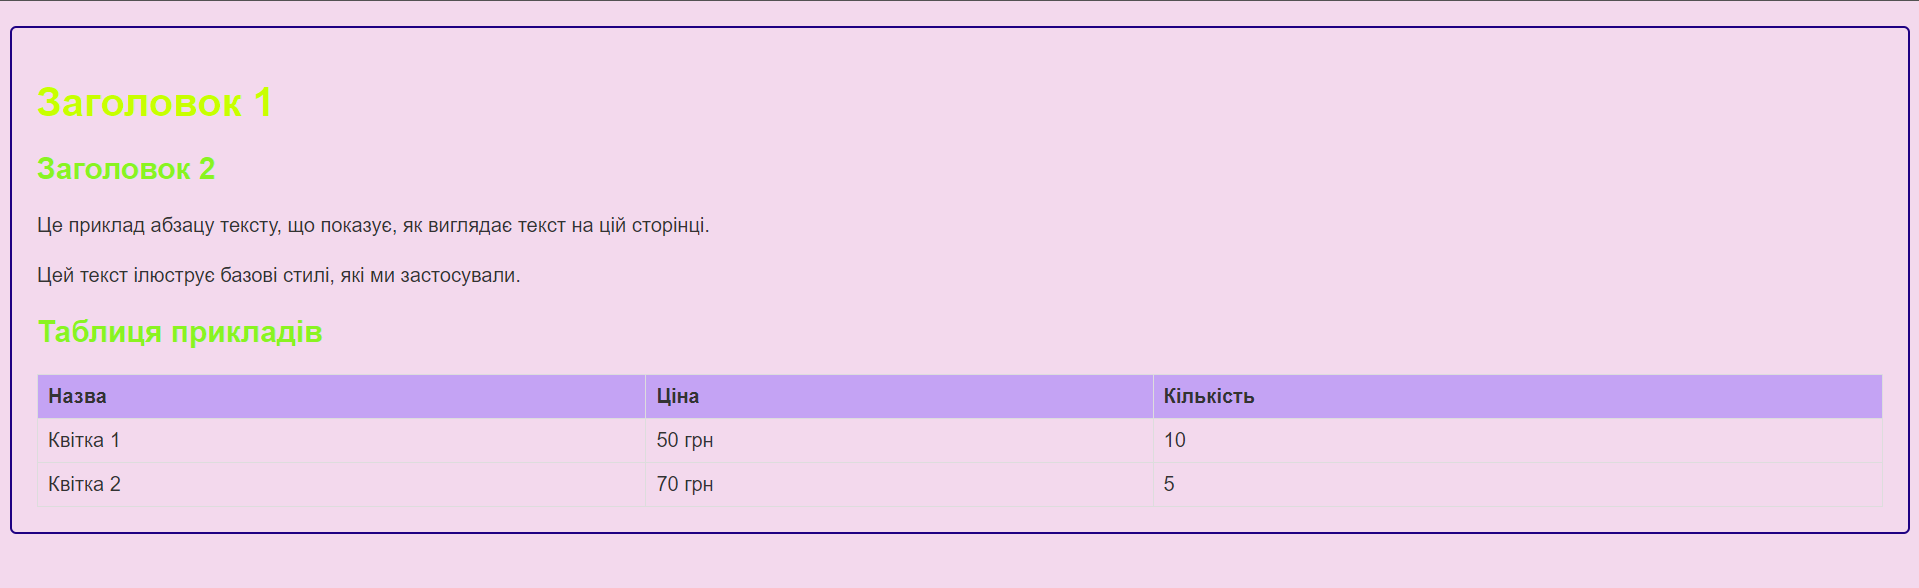 Заголовок 1
Заголовок 2
Це приклад абзацу тексту, що показує, як виглядає текст на цій сторінці.
Цей текст ілюструє базові стилі, які ми застосували.
Таблиця прикладів
Назва Ціна Кількість
Квітка 1 50 грн 10
Квітка 2 70 грн 5